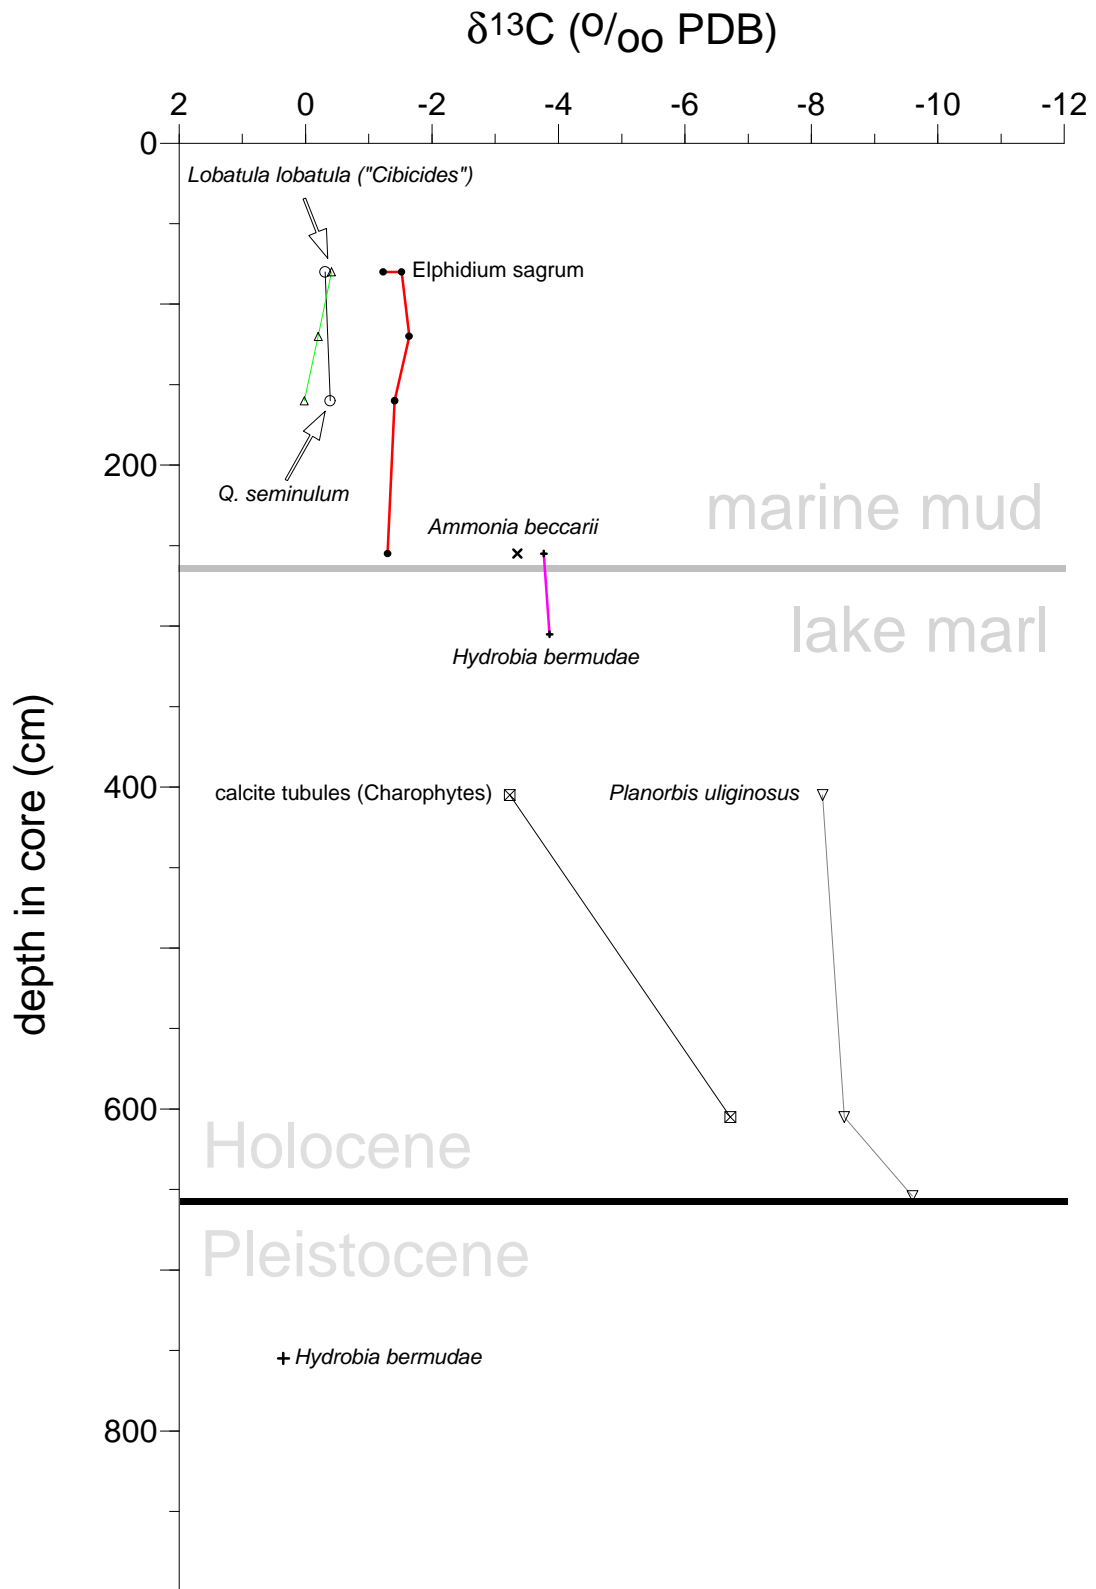 δ13C (o/oo PDB)
2 0 -2 -4 -6 -8 -10 -12
0
Lobatula lobatula ("Cibicides")
Elphidium sagrum
200
Q. seminulum
marine mud
Ammonia beccarii
lake marl
Hydrobia bermudae
depth in core (cm)
400
calcite tubules (Charophytes)
Planorbis uliginosus
600
Holocene
Pleistocene
Hydrobia bermudae
800